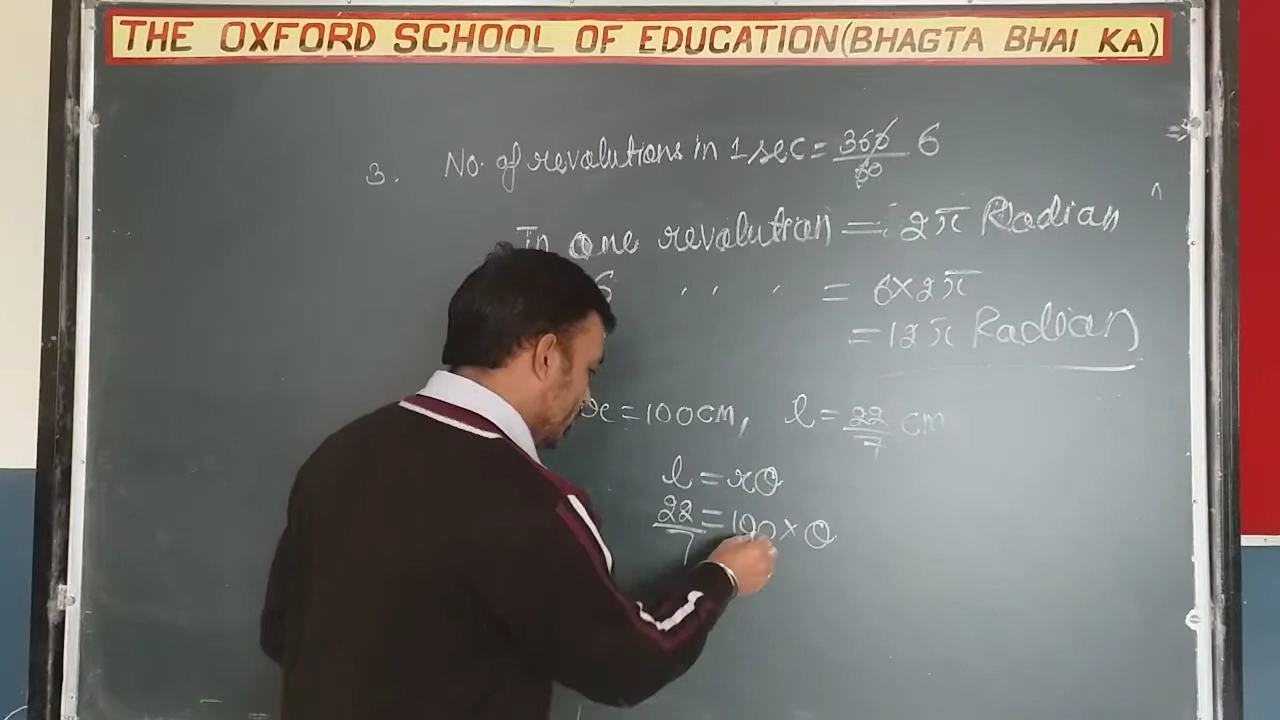 THE OXFORD SCHOOL OF EDUCATION(BHAGTA BHAI KA)
3. No. of revolutions in 1 sec = 360/60 6
In one revolution = 2π Radian
6 , , , , , = 6×2π
= 12π Radian
r = 100cm, l = 22/7 cm
l = rθ
22/7 = 100 × θ